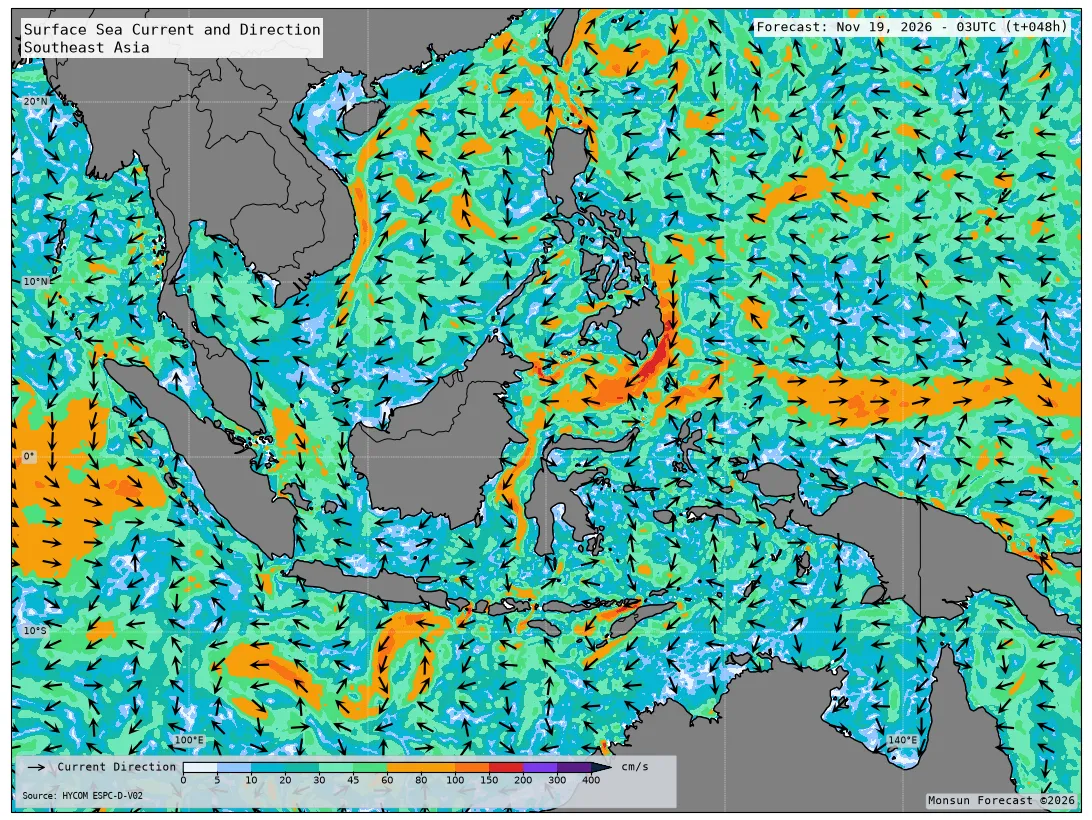 Surface Sea Current and Direction
Southeast Asia
Forecast: Nov 19, 2026 - 03UTC (t+048h)
20°N
10°N
0°
10°S
100°E
140°E
Current Direction
0 5 10 20 30 45 60 80 100 150 200 300 400
cm/s
Source: HYCOM ESPC-D-V02
Monsun Forecast ©2026